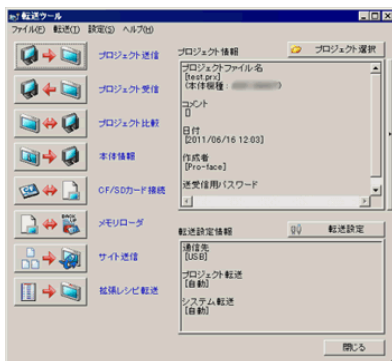 転送ツール
ファイル(F) 転送(T) 設定(S) ヘルプ(H)
プロジェクト送信
プロジェクト受信
プロジェクト比較
本体情報
CF/SDカード接続
メモリローダ
サイト送信
拡張レシピ転送
プロジェクト情報
プロジェクト選択
プロジェクトファイル名
[test.prx]
(本体機種:
コメント
[]
日付
[2011/06/16 12:03]
作成者
[Pro-face]
送受信用パスワード
転送設定情報
転送設定
通信先
[USB]
プロジェクト転送
[自動]
システム転送
[自動]
閉じる